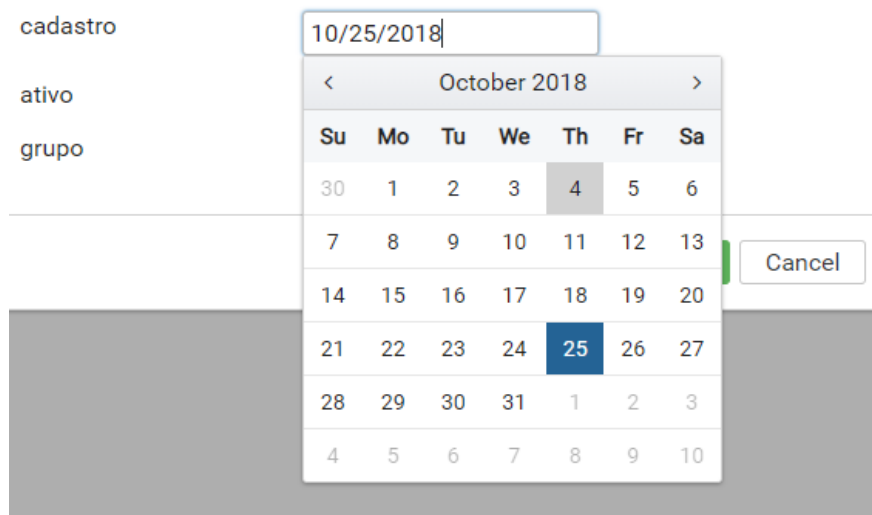 cadastro
10/25/2018
ativo
grupo
< October 2018 >
Su Mo Tu We Th Fr Sa
30 1 2 3 4 5 6
7 8 9 10 11 12 13
14 15 16 17 18 19 20
21 22 23 24 25 26 27
28 29 30 31 1 2 3
4 5 6 7 8 9 10
Cancel